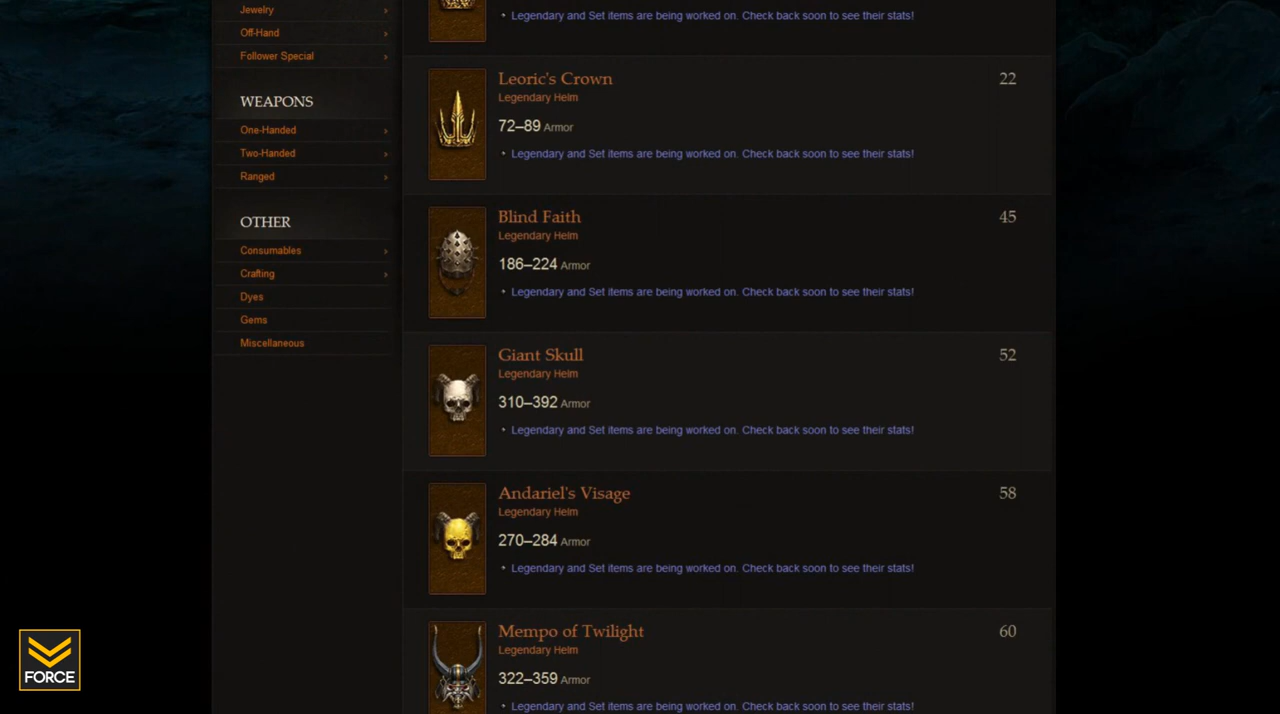 Jewelry
Off-Hand
Follower Special
WEAPONS
One-Handed
Two-Handed
Ranged
OTHER
Consumables
Crafting
Dyes
Gems
Miscellaneous
Legendary and Set items are being worked on. Check back soon to see their stats!
Leoric's Crown 22
Legendary Helm
72–89 Armor
Legendary and Set items are being worked on. Check back soon to see their stats!
Blind Faith 45
Legendary Helm
186–224 Armor
Legendary and Set items are being worked on. Check back soon to see their stats!
Giant Skull 52
Legendary Helm
310–392 Armor
Legendary and Set items are being worked on. Check back soon to see their stats!
Andariel's Visage 58
Legendary Helm
270–284 Armor
Legendary and Set items are being worked on. Check back soon to see their stats!
Mempo of Twilight 60
Legendary Helm
322–359 Armor
Legendary and Set items are being worked on. Check back soon to see their stats!
FORCE